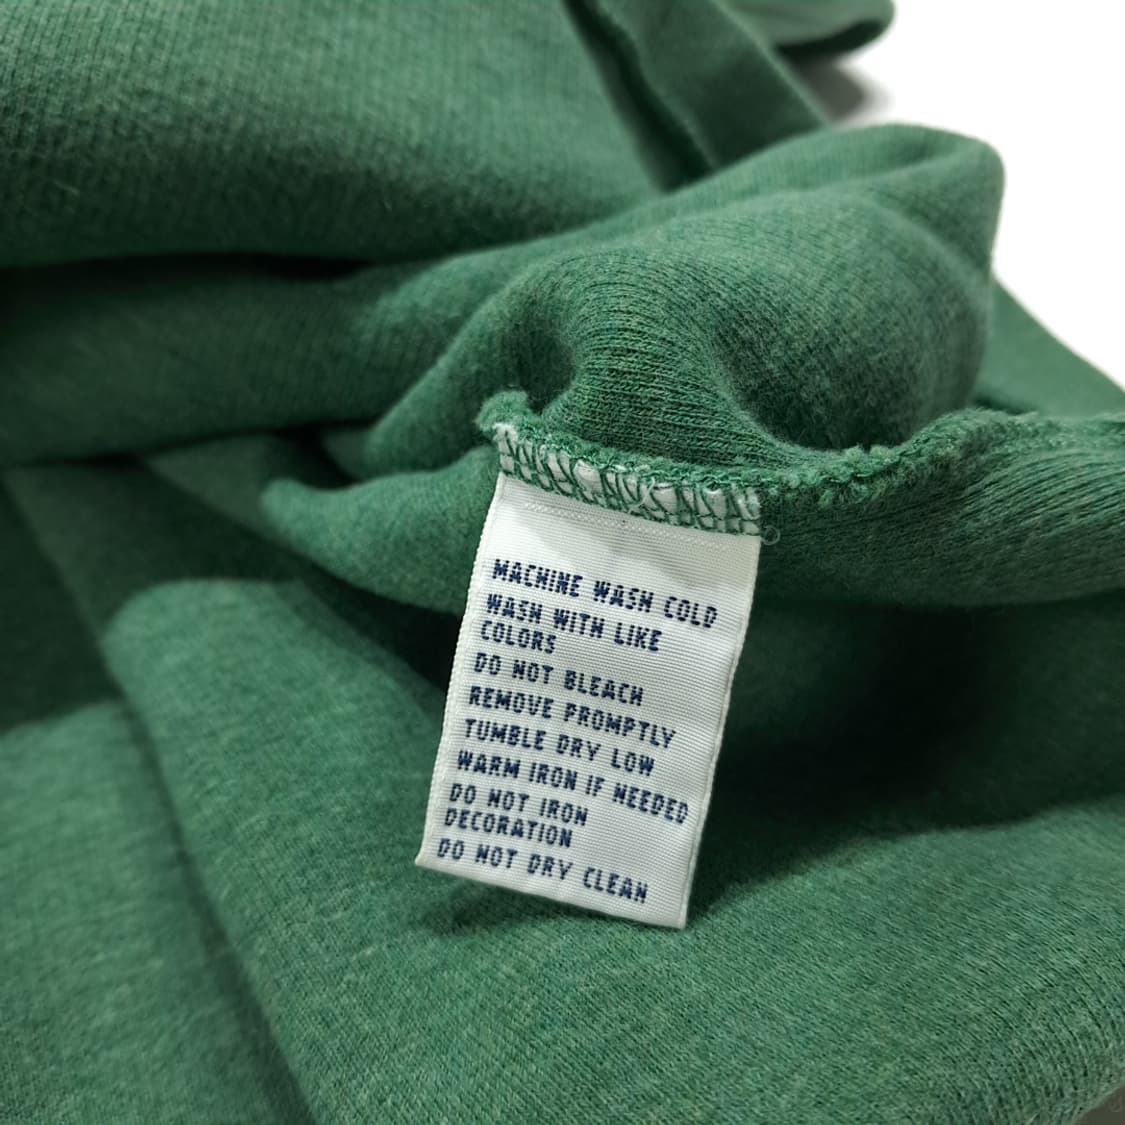 MACHINE WASH COLD
WASH WITH LIKE
COLORS
DO NOT BLEACH
REMOVE PROMPTLY
TUMBLE DRY LOW
WARM IRON IF NEEDED
DO NOT IRON
DECORATION
DO NOT DRY CLEAN